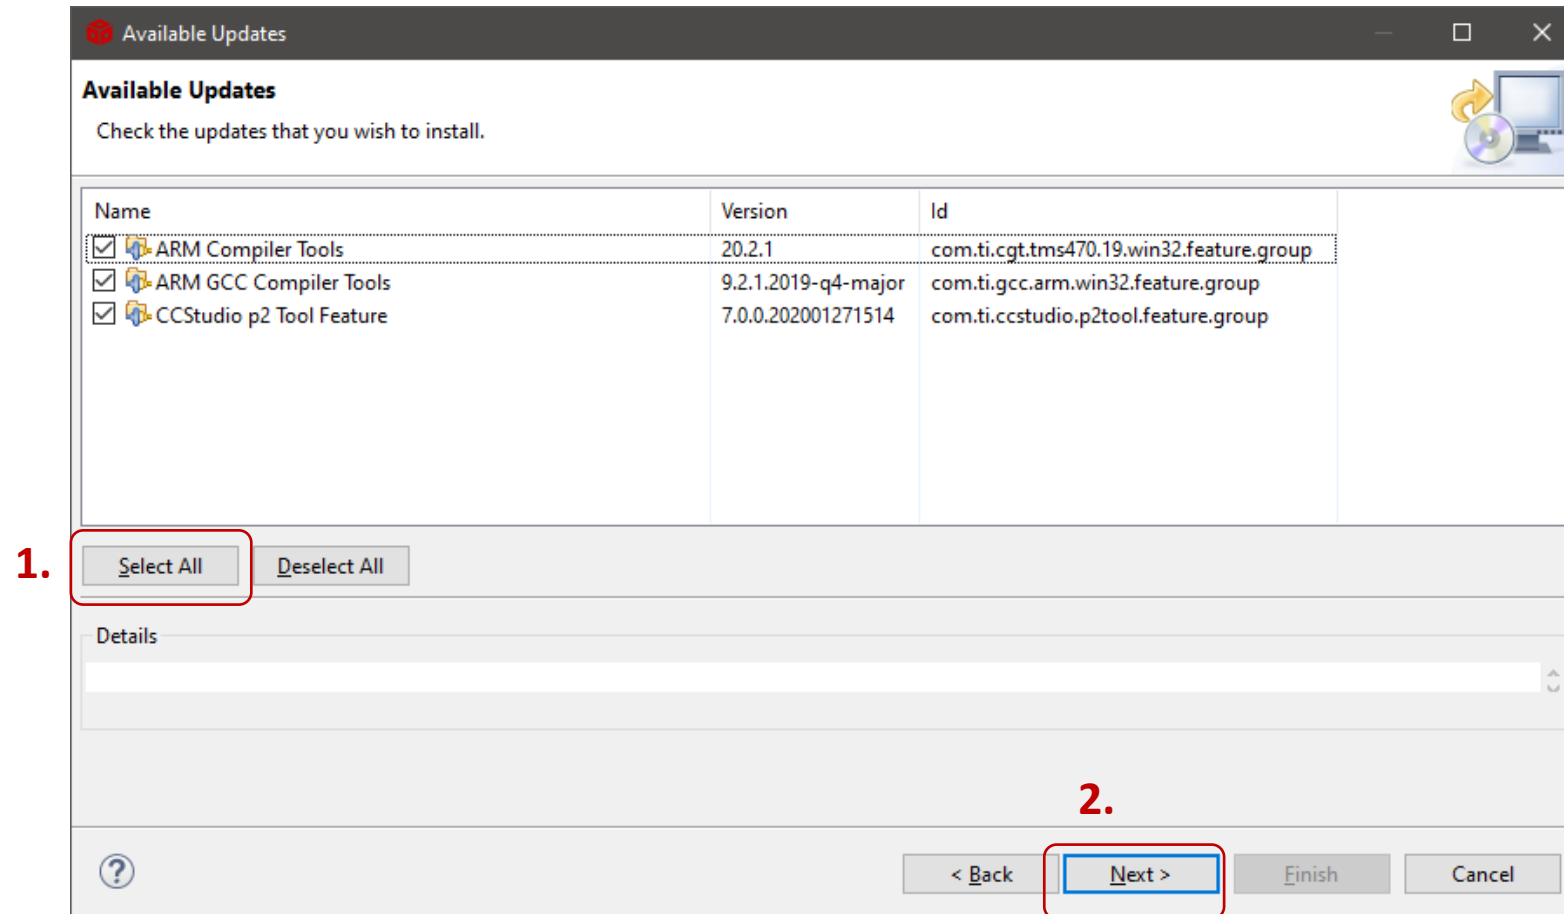 Available Updates
Available Updates
Check the updates that you wish to install.
Name Version Id
ARM Compiler Tools 20.2.1 com.ti.cgt.tms470.19.win32.feature.group
ARM GCC Compiler Tools 9.2.1.2019-q4-major com.ti.gcc.arm.win32.feature.group
CCStudio p2 Tool Feature 7.0.0.202001271514 com.ti.ccstudio.p2tool.feature.group
1. Select All Deselect All
Details
2.
? < Back Next > Finish Cancel